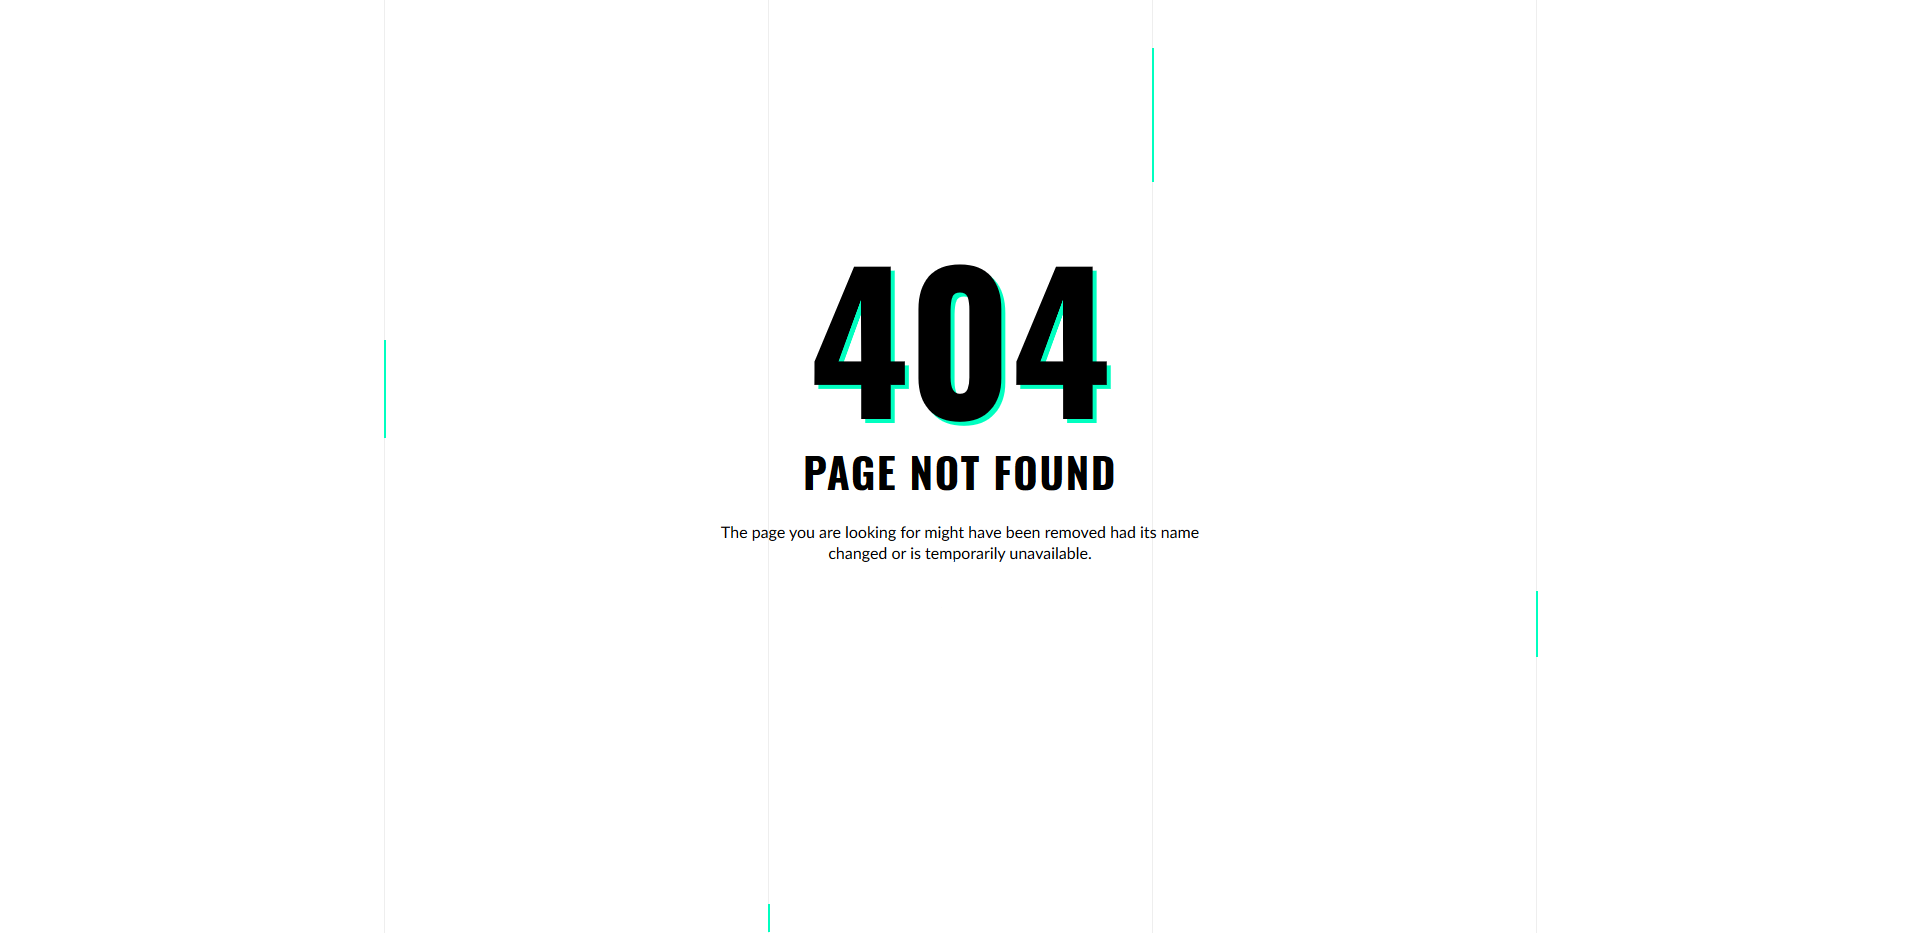 404
PAGE NOT FOUND
The page you are looking for might have been removed had its name
changed or is temporarily unavailable.